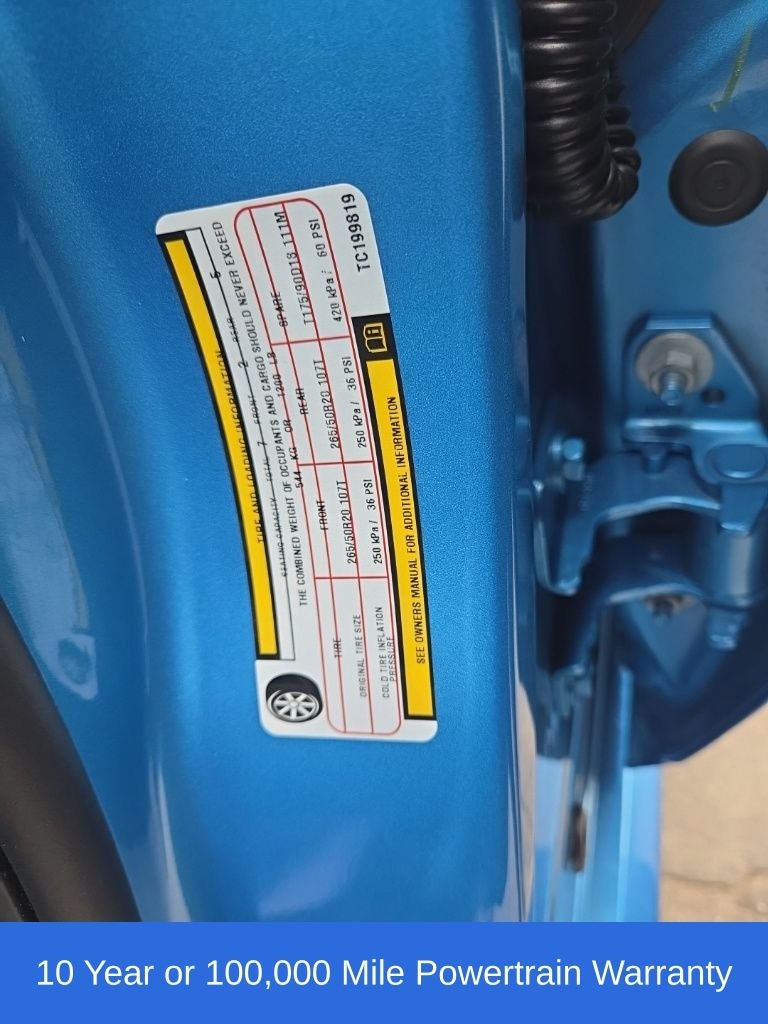 TIRE AND LOADING INFORMATION
SEATING CAPACITY TOTAL 7 FRONT 2 REAR 5
THE COMBINED WEIGHT OF OCCUPANTS AND CARGO SHOULD NEVER EXCEED
544 KG OR 1200 LB
TIRE FRONT REAR SPARE
ORIGINAL TIRE SIZE 265/50R20 107T 265/50R20 107T T175/90D18 111M
COLD TIRE INFLATION PRESSURE 250 kPa / 36 PSI 250 kPa / 36 PSI 420 kPa / 60 PSI
SEE OWNERS MANUAL FOR ADDITIONAL INFORMATION
TC199819
10 Year or 100,000 Mile Powertrain Warranty